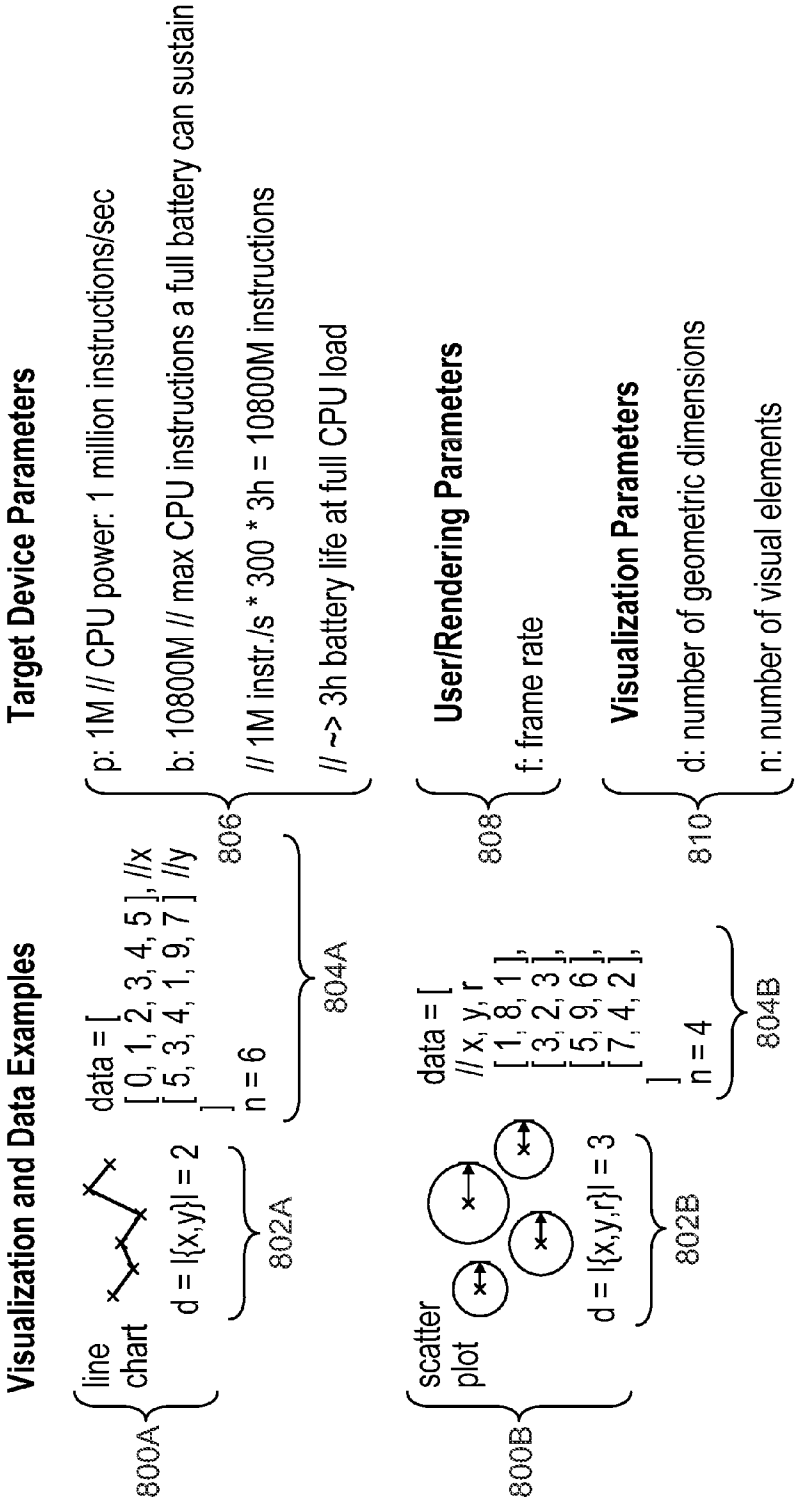 Visualization and Data Examples
line
chart
d = |{x,y}| = 2
data = [
[ 0, 1, 2, 3, 4, 5 ], //x
[ 5, 3, 4, 1, 9, 7 ] //y
]
n = 6
800A
802A
804A
scatter
plot
d = |{x,y,r}| = 3
data = [
// x, y, r
[ 1, 8, 1 ],
[ 3, 2, 3 ],
[ 5, 9, 6 ],
[ 7, 4, 2 ],
]
n = 4
800B
802B
804B
Target Device Parameters
p: 1M // CPU power: 1 million instructions/sec
b: 10800M // max CPU instructions a full battery can sustain
// 1M instr./s * 300 * 3h = 10800M instructions
// ~> 3h battery life at full CPU load
806
User/Rendering Parameters
f: frame rate
808
Visualization Parameters
d: number of geometric dimensions
n: number of visual elements
810